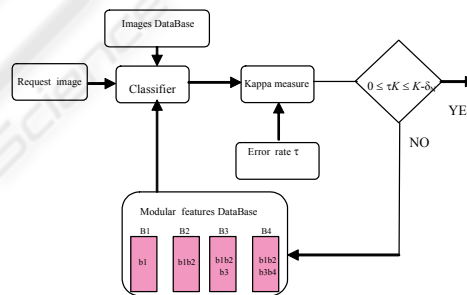 Images DataBase
Request image
Classifier
Kappa measure
0 ≤ τK ≤ K-δ
YE
NO
Error rate τ
Modular features DataBase
B1 B2 B3 B4
b1 b1b2 b1b2 b1b2
b3 b3b4
Science